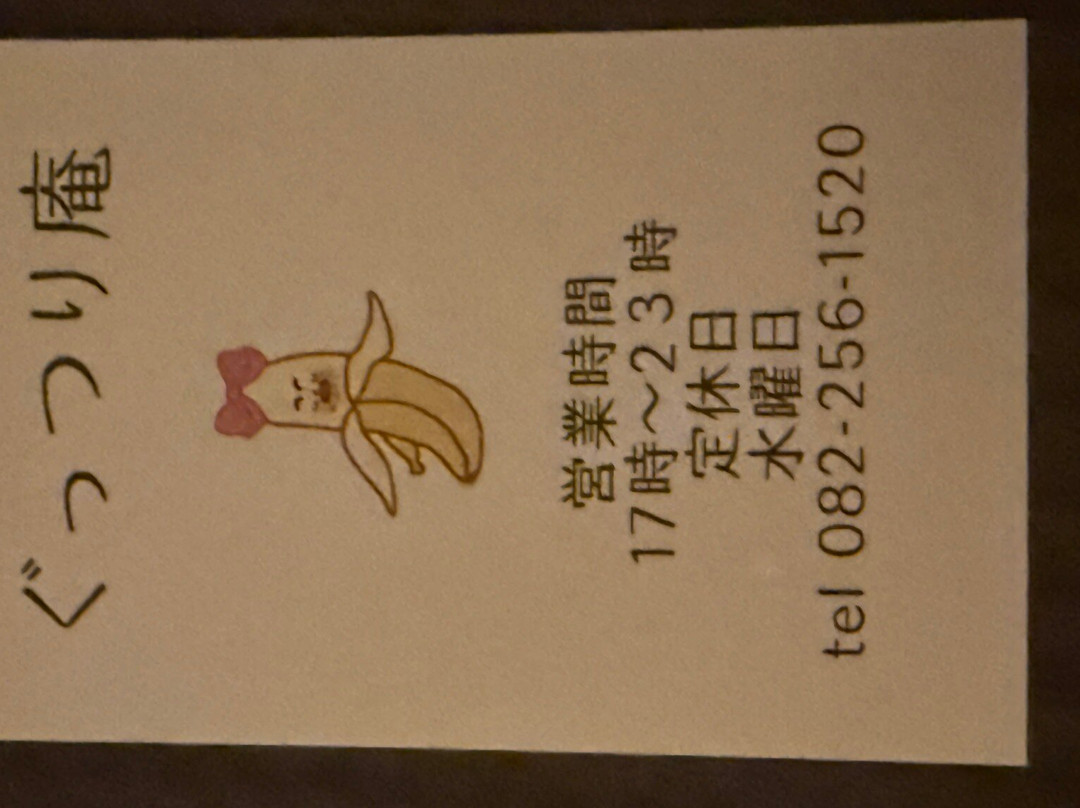 ぐっつり庵
営業時間
17時～23時
定休日
水曜日
tel 082-256-1520